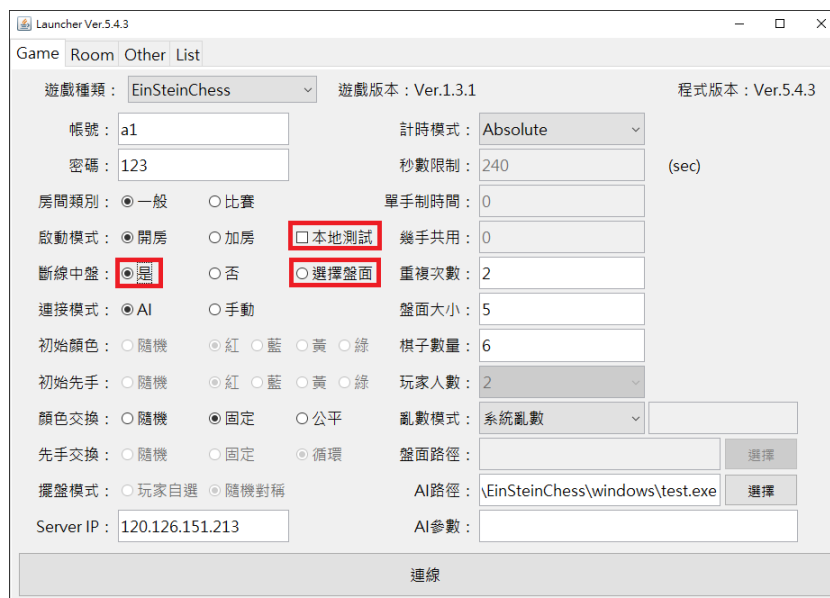 Launcher Ver.5.4.3
Game Room Other List
遊戲種類： EinSteinChess 遊戲版本：Ver.1.3.1 程式版本：Ver.5.4.3
帳號： a1 計時模式： Absolute
密碼： 123 秒數限制： 240 (sec)
房間類別： 一般 比賽 單手制時間： 0
啟動模式： 開房 加房 本地測試 幾手共用： 0
斷線中盤： 是 否 選擇盤面 重複次數： 2
連接模式： AI 手動 盤面大小： 5
初始顏色： 隨機 紅 藍 黃 綠 棋子數量： 6
初始先手： 隨機 紅 藍 黃 綠 玩家人數： 2
顏色交換： 隨機 固定 公平 亂數模式： 系統亂數
先手交換： 隨機 固定 循環 盤面路徑： 選擇
擺盤模式： 玩家自選 隨機對稱 AI路徑： \EinSteinChess\windows\test.exe 選擇
Server IP： 120.126.151.213 AI參數：
連線